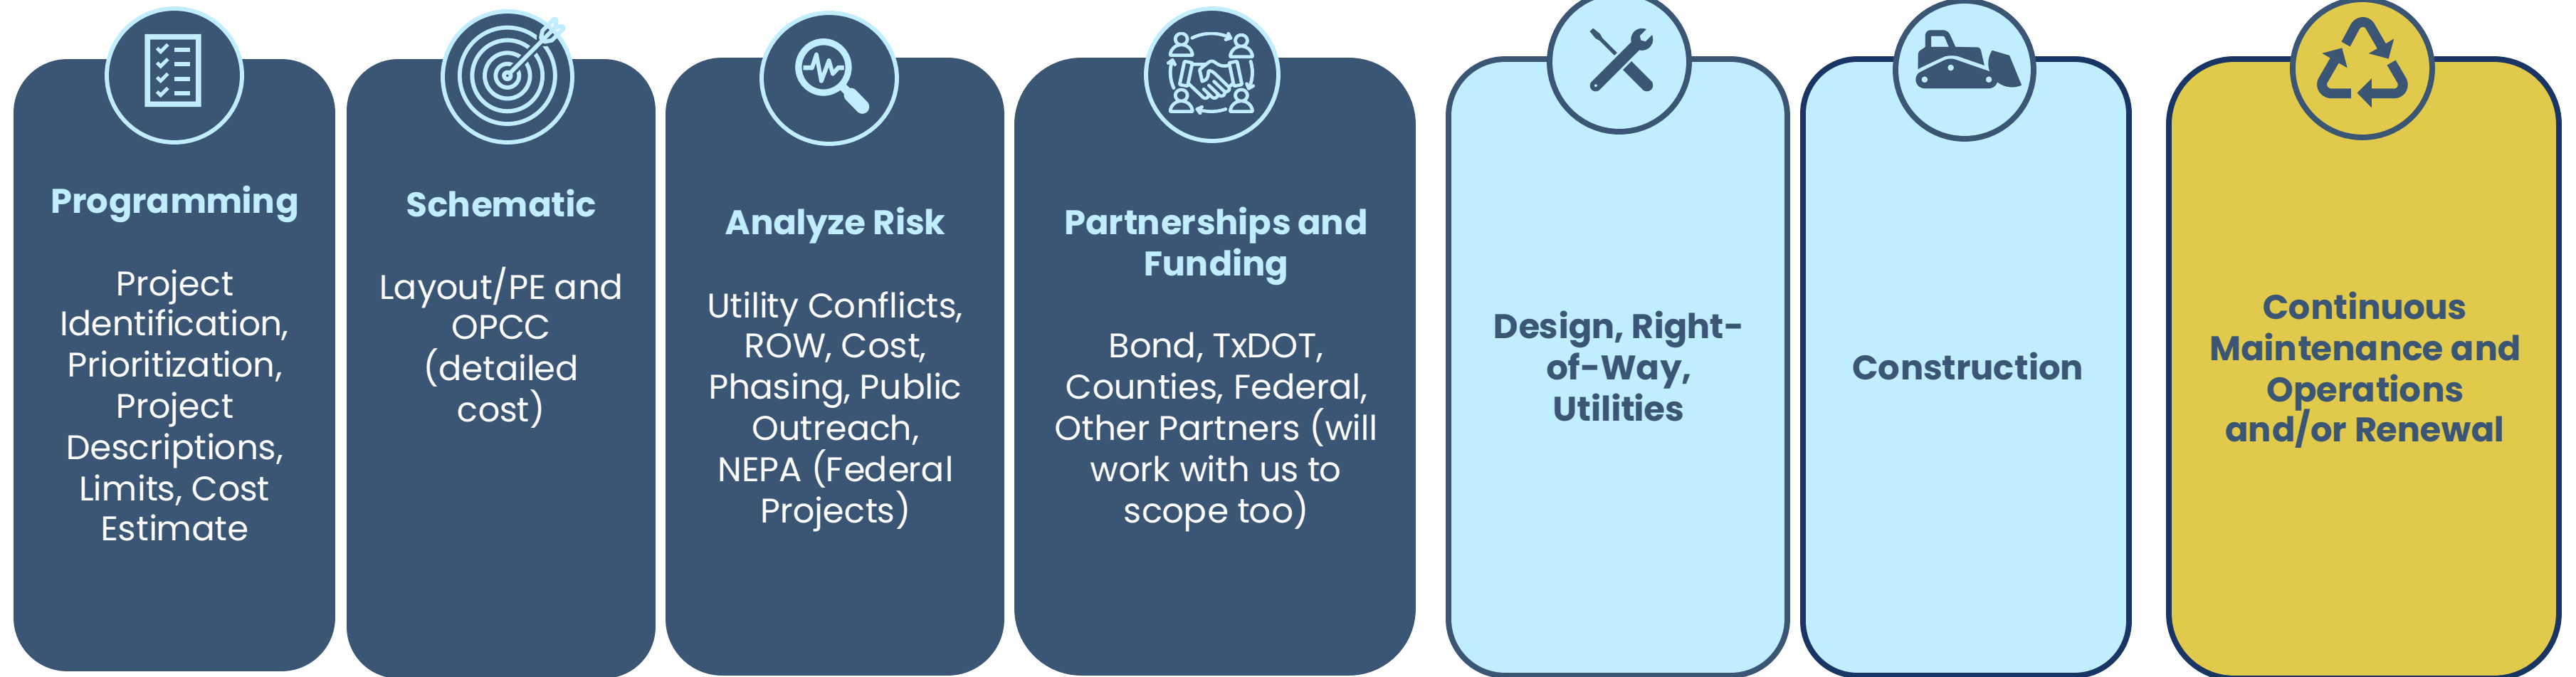 Programming
Project
Identification,
Prioritization,
Project
Descriptions,
Limits, Cost
Estimate
Schematic
Layout/PE and
OPCC
(detailed
cost)
Analyze Risk
Utility Conflicts,
ROW, Cost,
Phasing, Public
Outreach,
NEPA (Federal
Projects)
Partnerships and
Funding
Bond, TxDOT,
Counties, Federal,
Other Partners (will
work with us to
scope too)
Design, Right-
of-Way,
Utilities
Construction
Continuous
Maintenance and
Operations
and/or Renewal